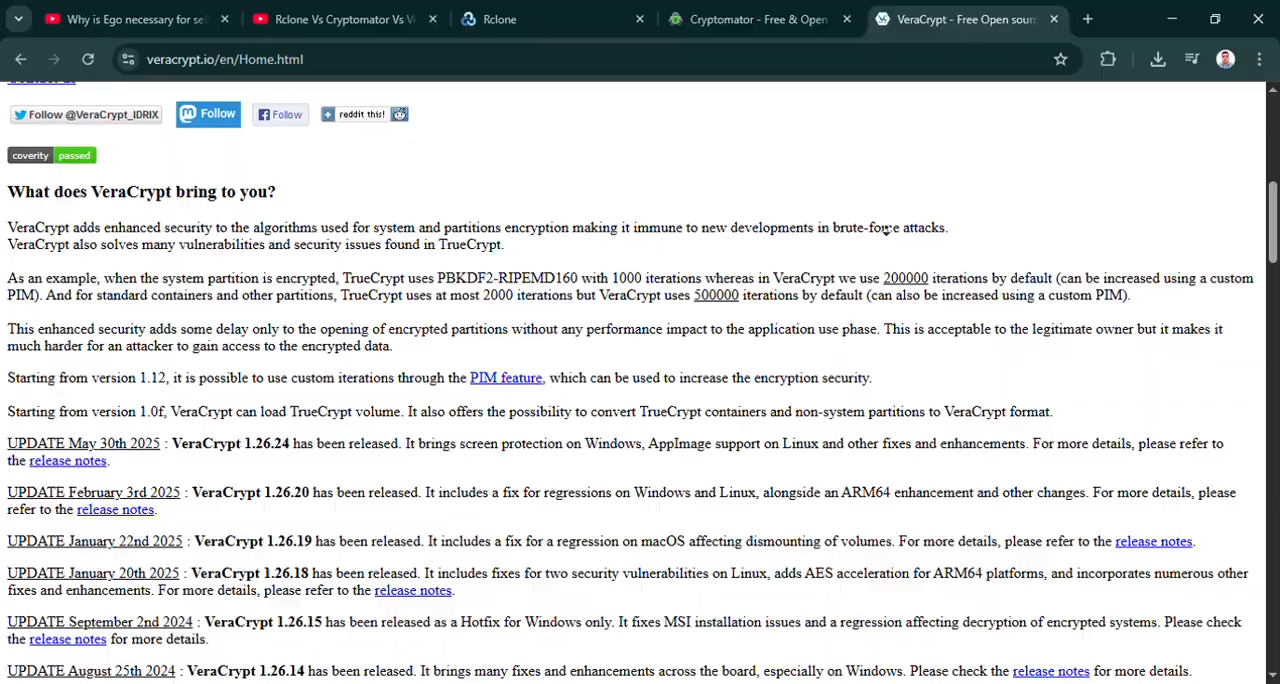 Why is Ego necessary for sel
Rclone Vs Cryptomator Vs V
Rclone
Cryptomator - Free & Open
VeraCrypt - Free Open sour
veracrypt.io/en/Home.html
Follow @VeraCrypt_IDRIX
Follow
Follow
reddit this!
coverity passed
What does VeraCrypt bring to you?
VeraCrypt adds enhanced security to the algorithms used for system and partitions encryption making it immune to new developments in brute-force attacks.
VeraCrypt also solves many vulnerabilities and security issues found in TrueCrypt.
As an example, when the system partition is encrypted, TrueCrypt uses PBKDF2-RIPEMD160 with 1000 iterations whereas in VeraCrypt we use 200000 iterations by default (can be increased using a custom
PIM). And for standard containers and other partitions, TrueCrypt uses at most 2000 iterations but VeraCrypt uses 500000 iterations by default (can also be increased using a custom PIM).
This enhanced security adds some delay only to the opening of encrypted partitions without any performance impact to the application use phase. This is acceptable to the legitimate owner but it makes it
much harder for an attacker to gain access to the encrypted data.
Starting from version 1.12, it is possible to use custom iterations through the PIM feature, which can be used to increase the encryption security.
Starting from version 1.0f, VeraCrypt can load TrueCrypt volume. It also offers the possibility to convert TrueCrypt containers and non-system partitions to VeraCrypt format.
UPDATE May 30th 2025 : VeraCrypt 1.26.24 has been released. It brings screen protection on Windows, AppImage support on Linux and other fixes and enhancements. For more details, please refer to
the release notes.
UPDATE February 3rd 2025 : VeraCrypt 1.26.20 has been released. It includes a fix for regressions on Windows and Linux, alongside an ARM64 enhancement and other changes. For more details, please
refer to the release notes.
UPDATE January 22nd 2025 : VeraCrypt 1.26.19 has been released. It includes a fix for a regression on macOS affecting dismounting of volumes. For more details, please refer to the release notes.
UPDATE January 20th 2025 : VeraCrypt 1.26.18 has been released. It includes fixes for two security vulnerabilities on Linux, adds AES acceleration for ARM64 platforms, and incorporates numerous other
fixes and enhancements. For more details, please refer to the release notes.
UPDATE September 2nd 2024 : VeraCrypt 1.26.15 has been released as a Hotfix for Windows only. It fixes MSI installation issues and a regression affecting decryption of encrypted systems. Please check
the release notes for more details.
UPDATE August 25th 2024 : VeraCrypt 1.26.14 has been released. It brings many fixes and enhancements across the board, especially on Windows. Please check the release notes for more details.